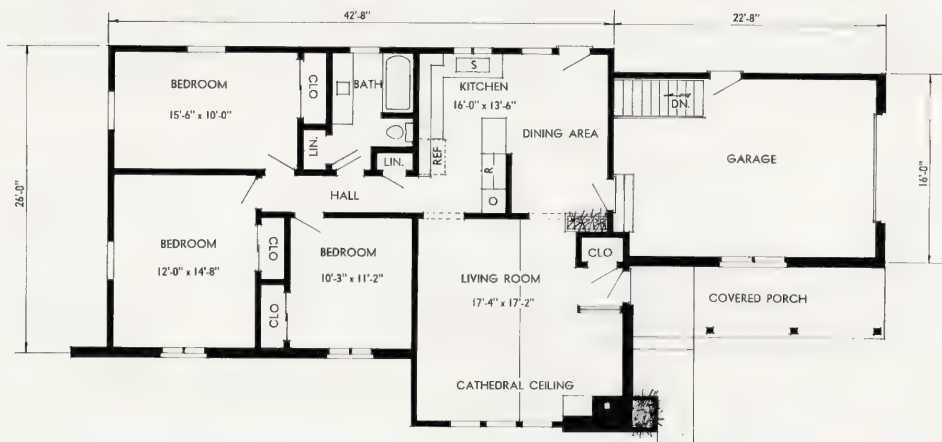 42'-8"
22'-8"
BEDROOM
15'-6" x 10'-0"
CLO
BATH
S
KITCHEN
16'-0" x 13'-6"
DINING AREA
DN.
GARAGE
16'-0"
26'-0"
LIN.
LIN.
REF
R
O
HALL
BEDROOM
12'-0" x 14'-8"
CLO
CLO
BEDROOM
10'-3" x 11'-2"
LIVING ROOM
17'-4" x 17'-2"
CLO
COVERED PORCH
CATHEDRAL CEILING